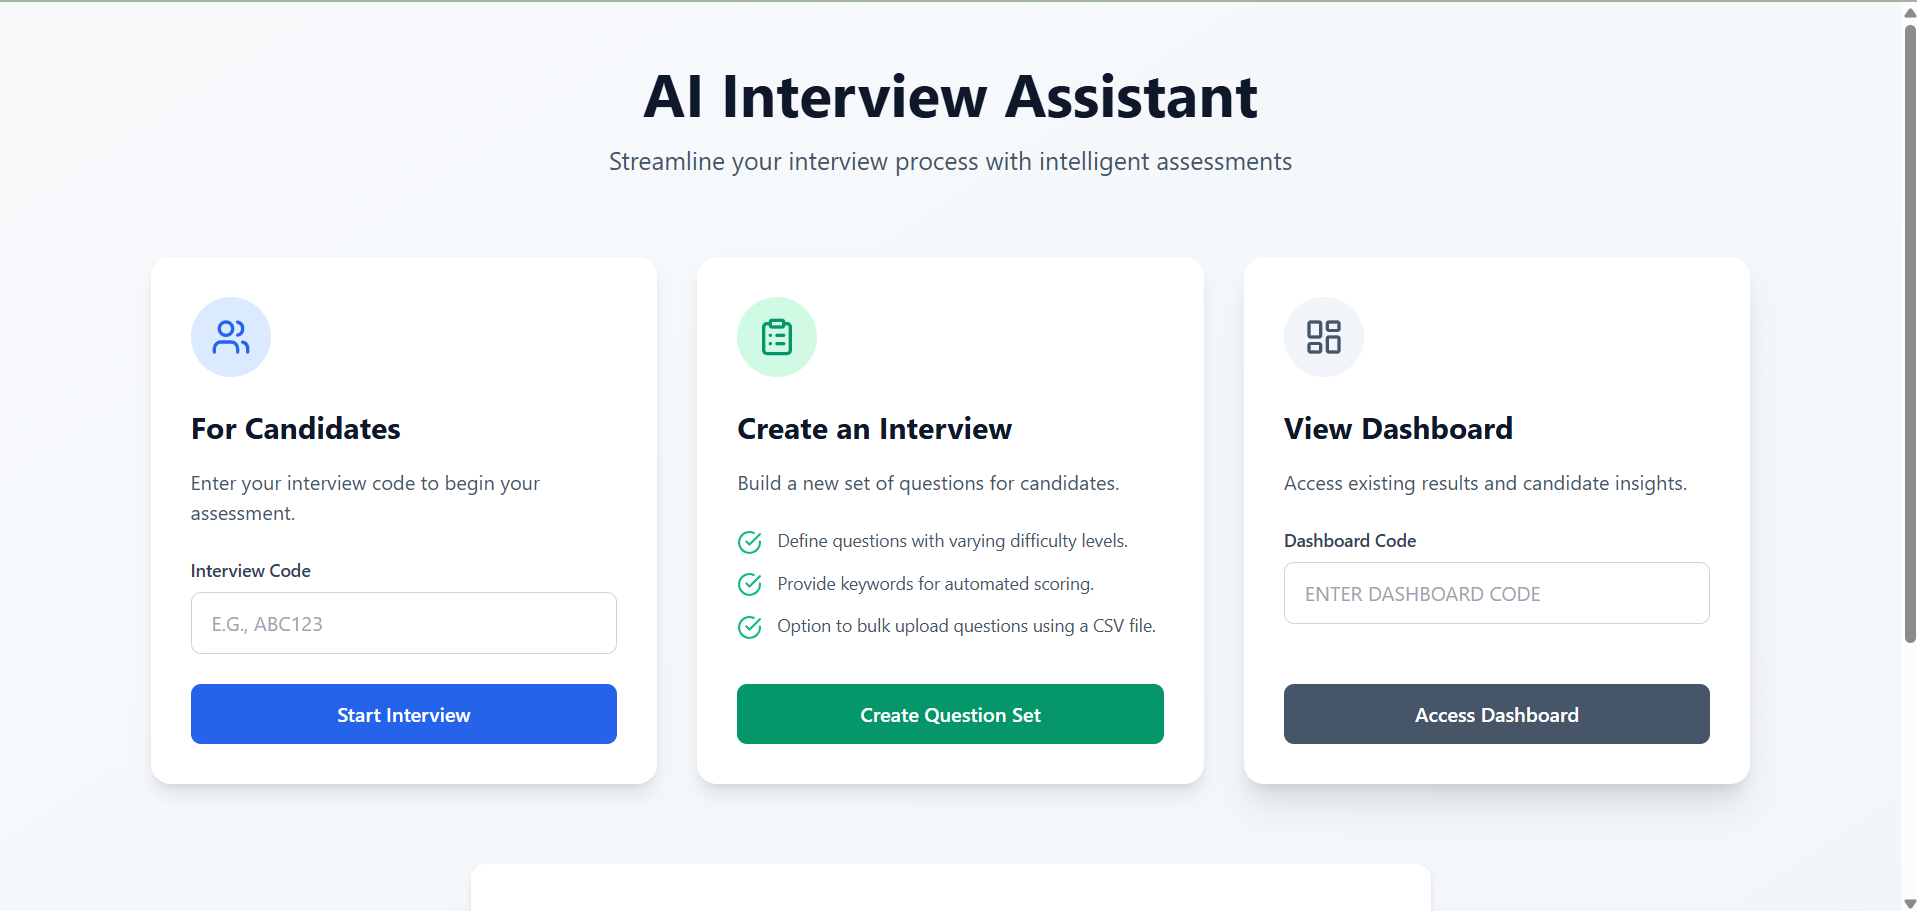 AI Interview Assistant
Streamline your interview process with intelligent assessments
For Candidates
Enter your interview code to begin your
assessment.
Interview Code
E.G., ABC123
Start Interview
Create an Interview
Build a new set of questions for candidates.
Define questions with varying difficulty levels.
Provide keywords for automated scoring.
Option to bulk upload questions using a CSV file.
Create Question Set
View Dashboard
Access existing results and candidate insights.
Dashboard Code
ENTER DASHBOARD CODE
Access Dashboard